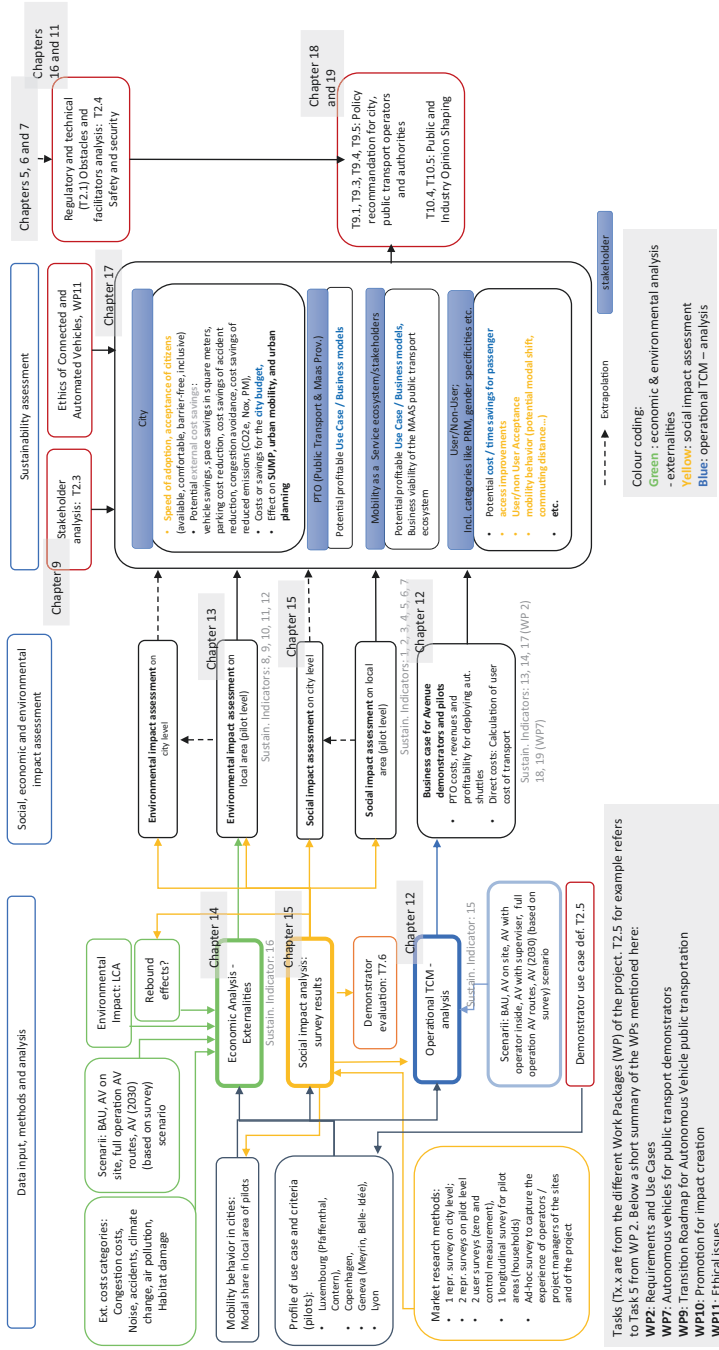 Data input, methods and analysis
Social, economic and environmental
impact assessment
Sustainability assessment
Chapters 5, 6 and 7
Chapters
16 and 11
Ext. costs categories:
Congestion costs,
Noise, accidents, climate
change, air pollution,
Habitat damage
Scenarii: BAU, AV on
site, full operation AV
routes, AV (2030)
(based on survey)
scenario
Environmental
Impact: LCA
Rebound
effects?
Mobility behavior in cities:
Modal share in local area of pilots
Profile of use case and criteria
(pilots):
• Luxembourg (Pfaffenthal,
Contern),
• Copenhagen,
• Geneva (Meyrin, Belle- Idée),
• Lyon
Market research methods:
• 1 repr. survey on city level;
• 2 repr. surveys on pilot level
• 2 user surveys (zero and
control measurement),
• 1 longitudinal survey for pilot
areas (households)
• Ad-hoc survey to capture the
experience of operators /
project managers of the sites
and of the project
Chapter 14
Economic Analysis -
Externalities
Sustain. Indicator: 16
Chapter 15
Social impact analysis:
survey results
Demonstrator
evaluation: T7.6
Chapter 12
Operational TCM -
analysis
Sustain. Indicator: 15
Scenarii: BAU, AV on site, AV with
operator inside, AV with superviser, full
operation AV routes, AV (2030) (based on
survey) scenario
Demonstrator use case def. T2.5
Environmental impact assessment on
city level
Chapter 13
Environmental impact assessment on
local area (pilot level)
Sustain. Indicators: 8, 9, 10, 11, 12
Chapter 15
Social impact assessment on city level
Social impact assessment on local
area (pilot level)
Sustain. Indicators: 1, 2, 3, 4, 5, 6, 7
Chapter 12
Business case for Avenue
demonstrators and pilots
• PTO costs, revenues and
profitability for deploying aut.
shuttles
• Direct costs: Calculation of user
cost of transport
Sustain. Indicators: 13, 14, 17 (WP 2)
18, 19 (WP7)
Chapter 9
Stakeholder
analysis: T2.3
Ethics of Connected and
Automated Vehicles, WP11
Chapter 17
City
• Speed of adoption, acceptance of citizens
(available, comfortable, barrier-free, inclusive)
• Potential external cost savings:
vehicle savings, space savings in square meters,
parking cost reduction, cost savings of accident
reduction, congestion avoidance, cost savings of
reduced emissions (CO2e, Nox, PM),
• Costs or savings for the city budget,
• Effect on SUMP, urban mobility, and urban
planning
PTO (Public Transport & Maas Prov.)
Potential profitable Use Case / Business models
Mobility as a Service ecosystem/stakeholders
Potential profitable Use Case / Business models,
Business viability of the MAAS public transport
ecosystem
User/Non-User;
Incl. categories like PRM, gender specificities etc.
• Potential cost / time savings for passenger
• access improvements
• User/non User Acceptance
• mobility behavior (potential modal shift,
commuting distance...)
• etc.
Regulatory and technical
(T2.1) Obstacles and
facilitators analysis: T2.4
Safety and security
Chapter 18
and 19
T9.1, T9.3, T9.4, T9.5: Policy
recommandation for city,
public transport operators
and authorities
T10.4, T10.5: Public and
Industry Opinion Shaping
Extrapolation
stakeholder
Colour coding:
Green : economic & environmental analysis
- externalities
Yellow: social impact assessment
Blue: operational TCM – analysis
Tasks (Tx.x are from the different Work Packages (WP) of the project. T2.5 for example refers
to Task 5 from WP 2. Below a short summary of the WPs mentioned here:
WP2: Requirements and Use Cases
WP7: Autonomous vehicles for public transport demonstrators
WP9: Transition Roadmap for Autonomous Vehicle public transportation
WP10: Promotion for impact creation
WP11: Ethical issues